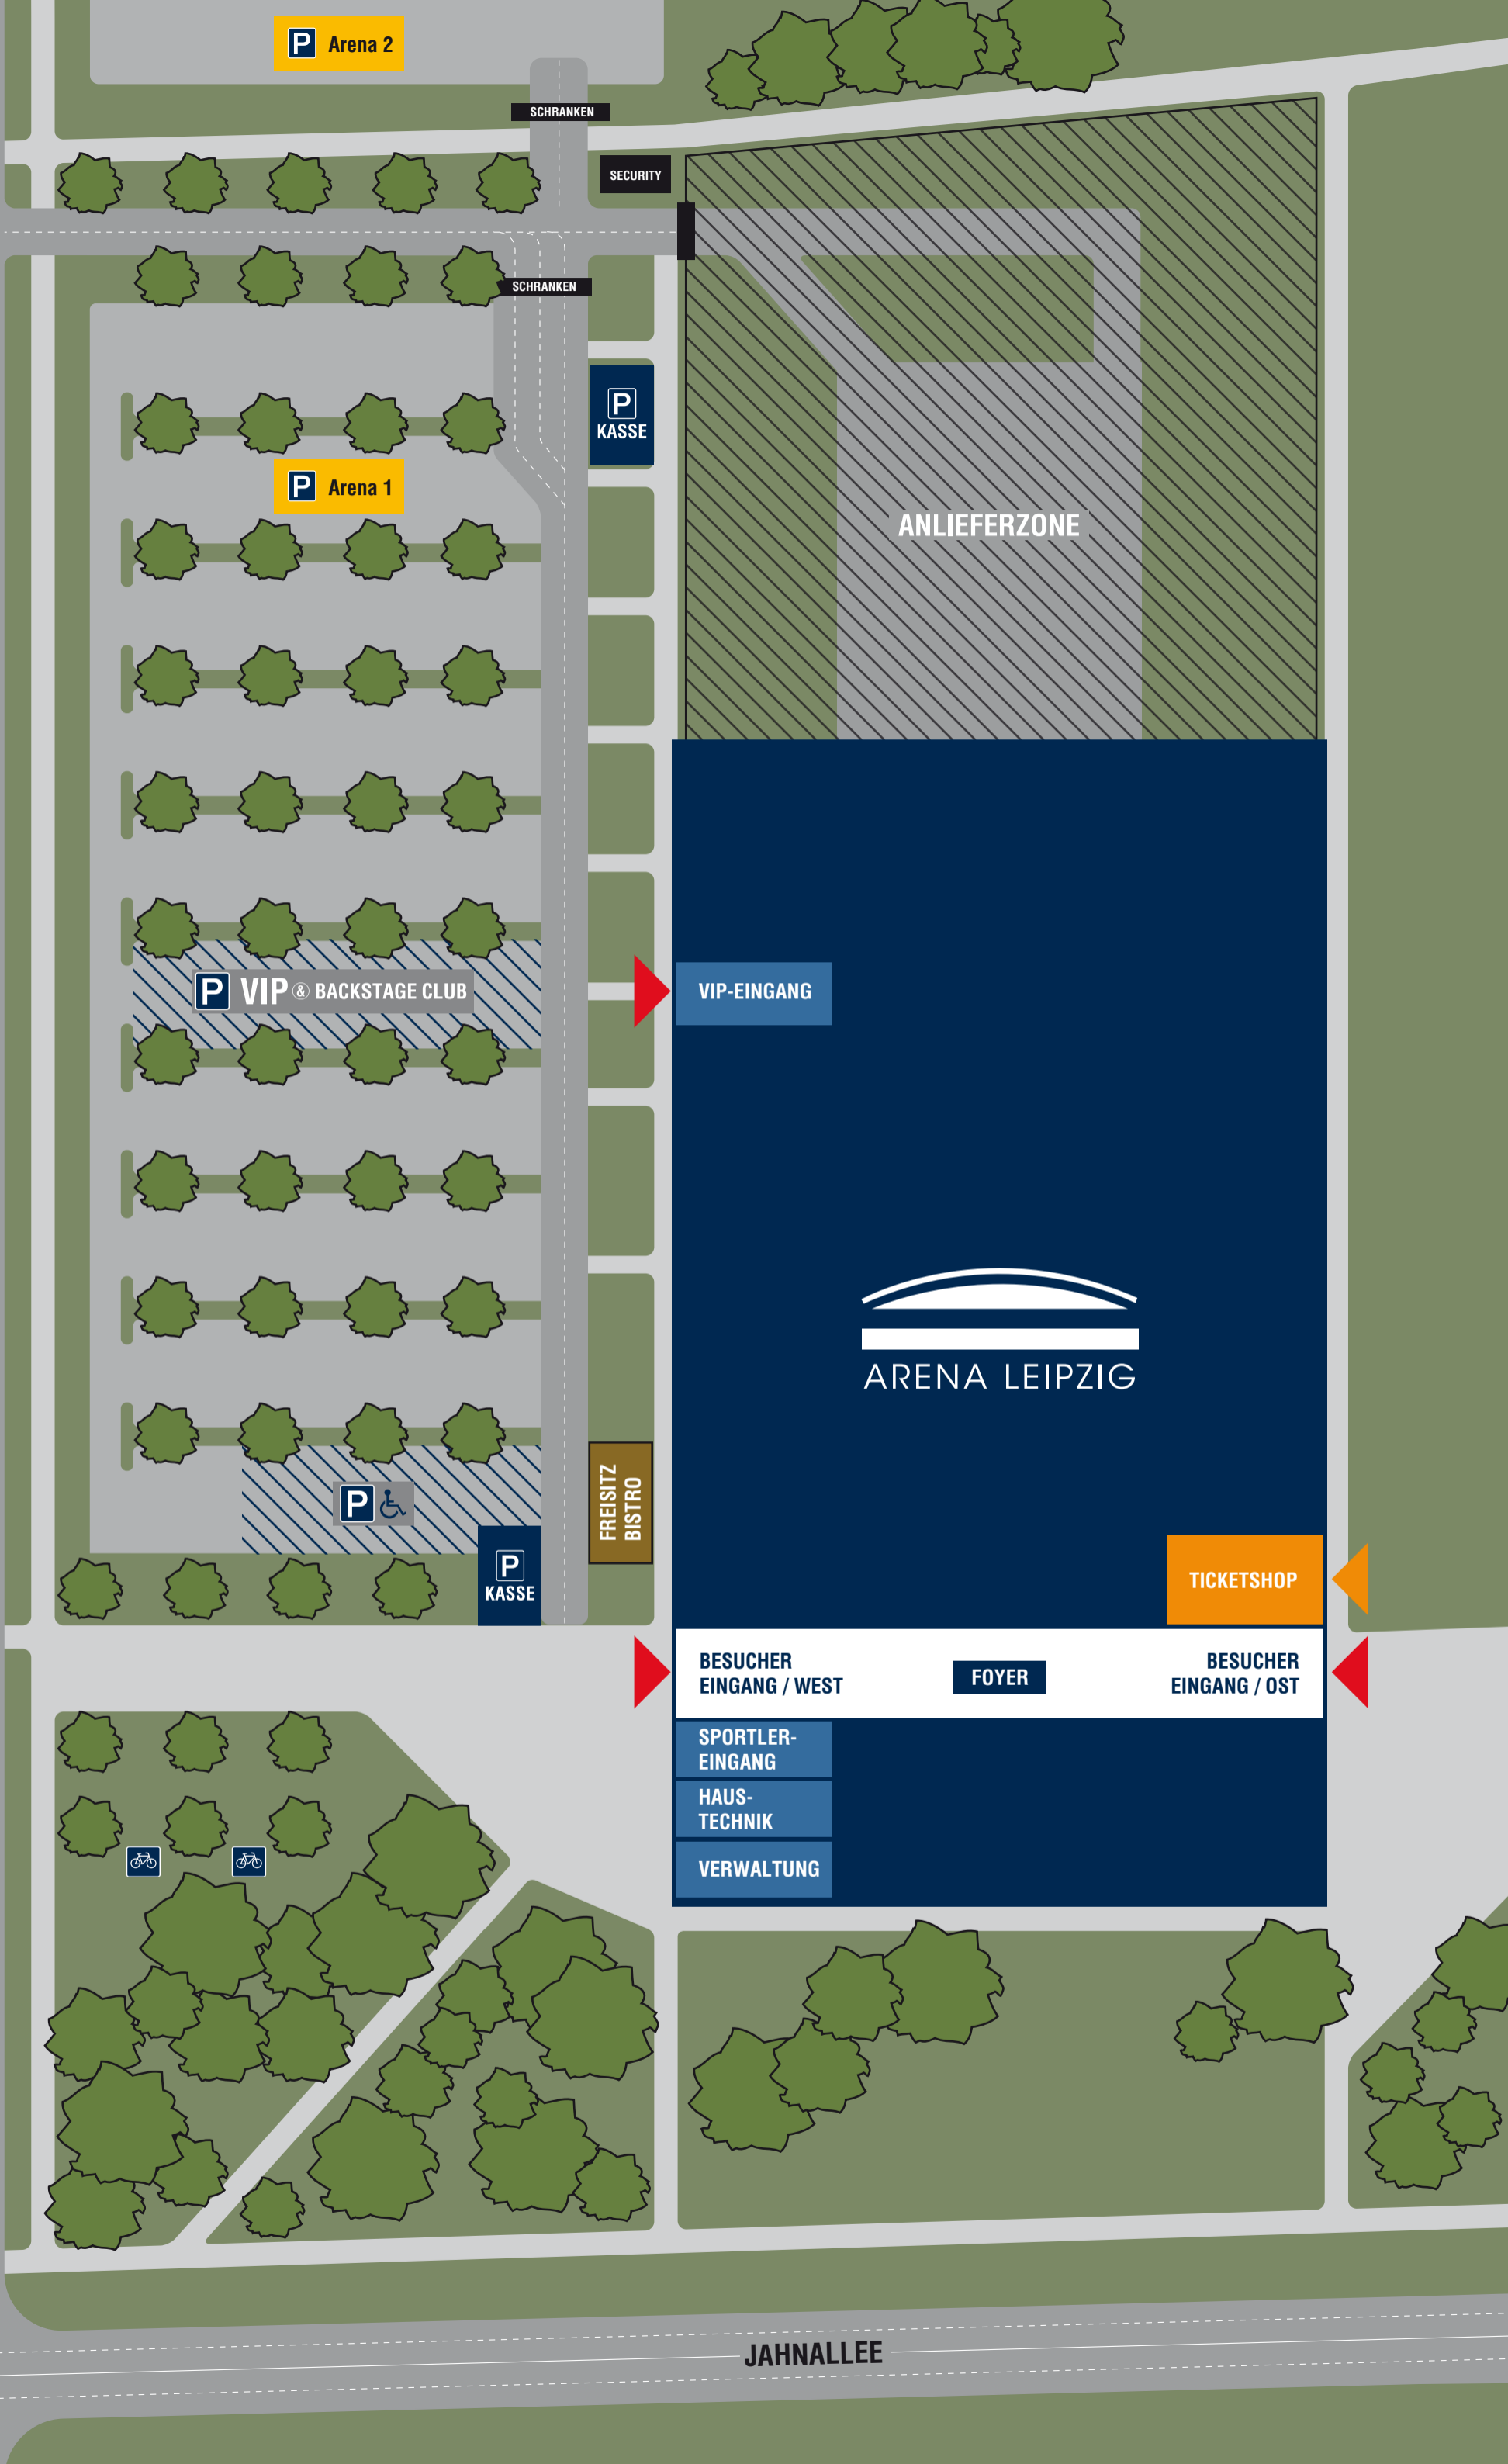 P Arena 2
SCHRANKEN
SECURITY
SCHRANKEN
P
KASSE
P Arena 1
ANLIEFERZONE
P VIP & BACKSTAGE CLUB
VIP-EINGANG
ARENA LEIPZIG
FREISITZ
BISTRO
P
P
KASSE
TICKETSHOP
BESUCHER
EINGANG / WEST
FOYER
BESUCHER
EINGANG / OST
SPORTLER-
EINGANG
HAUS-
TECHNIK
VERWALTUNG
JAHNALLEE